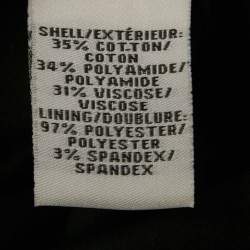 SHELL/EXTÉRIEUR:
35% COTTON/
COTON
34% POLYAMIDE/
POLYAMIDE
31% VISCOSE/
VISCOSE
LINING/DOUBLURE:
97% POLYESTER/
POLYESTER
3% SPANDEX/
SPANDEX